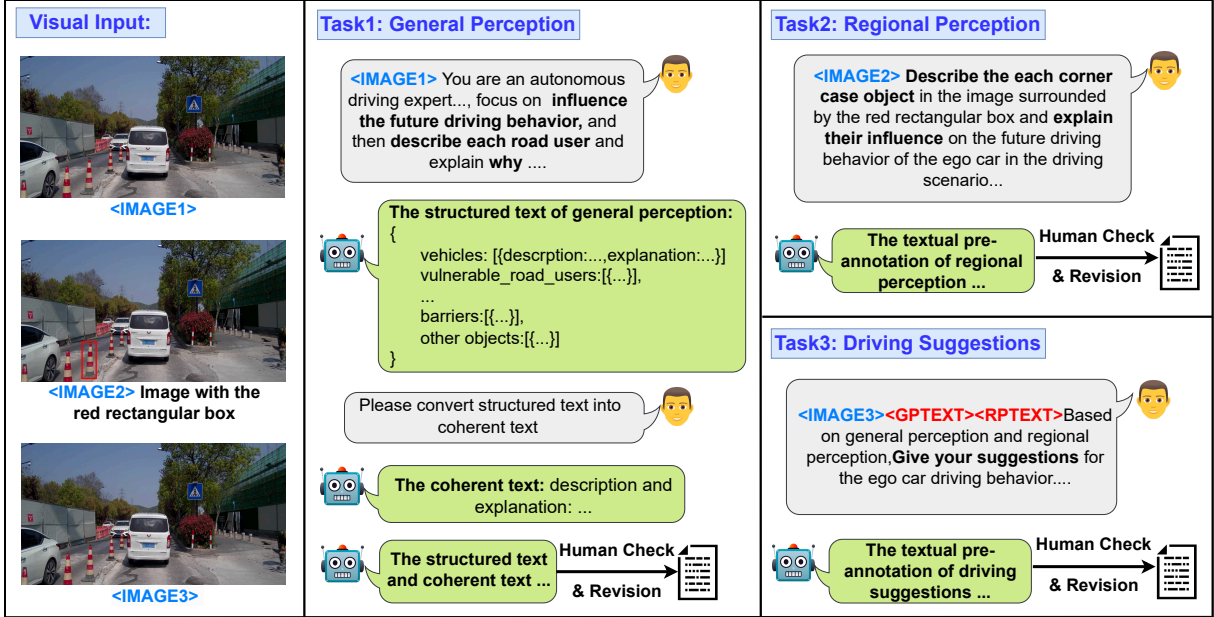 Visual Input:
<IMAGE1>
<IMAGE2> Image with the
red rectangular box
<IMAGE3>
Task1: General Perception
<IMAGE1> You are an autonomous
driving expert..., focus on influence
the future driving behavior, and
then describe each road user and
explain why ....
The structured text of general perception:
{
vehicles: [{descrption:...,explanation:...}]
vulnerable_road_users:[{...}],
...
barriers:[{...}],
other objects:[{...}]
}
Please convert structured text into
coherent text
The coherent text: description and
explanation: ...
The structured text
and coherent text ...
Human Check
& Revision
Task2: Regional Perception
<IMAGE2> Describe the each corner
case object in the image surrounded
by the red rectangular box and explain
their influence on the future driving
behavior of the ego car in the driving
scenario...
The textual pre-
annotation of regional
perception ...
Human Check
& Revision
Task3: Driving Suggestions
<IMAGE3><GPTEXT><RPTEXT>Based
on general perception and regional
perception,Give your suggestions for
the ego car driving behavior....
The textual pre-
annotation of driving
suggestions ...
Human Check
& Revision